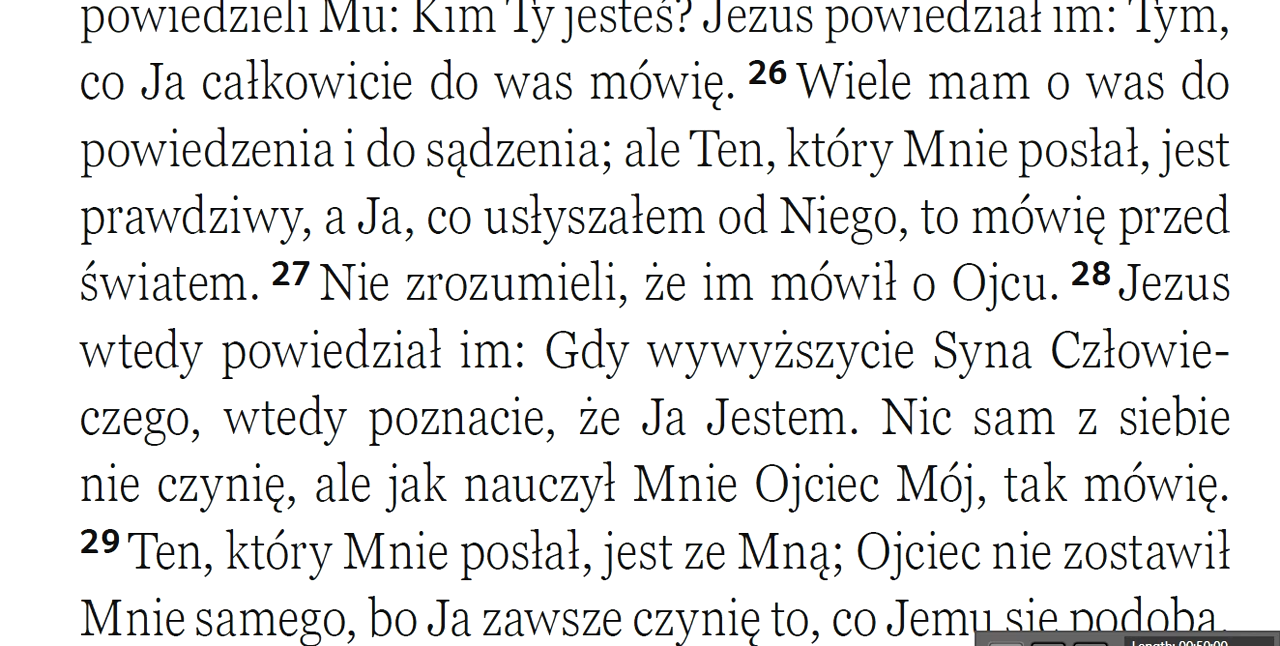 powiedzieli Mu: Kim Ty jesteś? Jezus powiedział im: Tym,
co Ja całkowicie do was mówię. 26 Wiele mam o was do
powiedzenia i do sądzenia; ale Ten, który Mnie posłał, jest
prawdziwy, a Ja, co usłyszałem od Niego, to mówię przed
światem. 27 Nie zrozumieli, że im mówił o Ojcu. 28 Jezus
wtedy powiedział im: Gdy wywyższycie Syna Człowie-
czego, wtedy poznacie, że Ja Jestem. Nic sam z siebie
nie czynię, ale jak nauczył Mnie Ojciec Mój, tak mówię.
29 Ten, który Mnie posłał, jest ze Mną; Ojciec nie zostawił
Mnie samego, bo Ja zawsze czynię to, co Jemu się podoba.
Length: 00:50:00